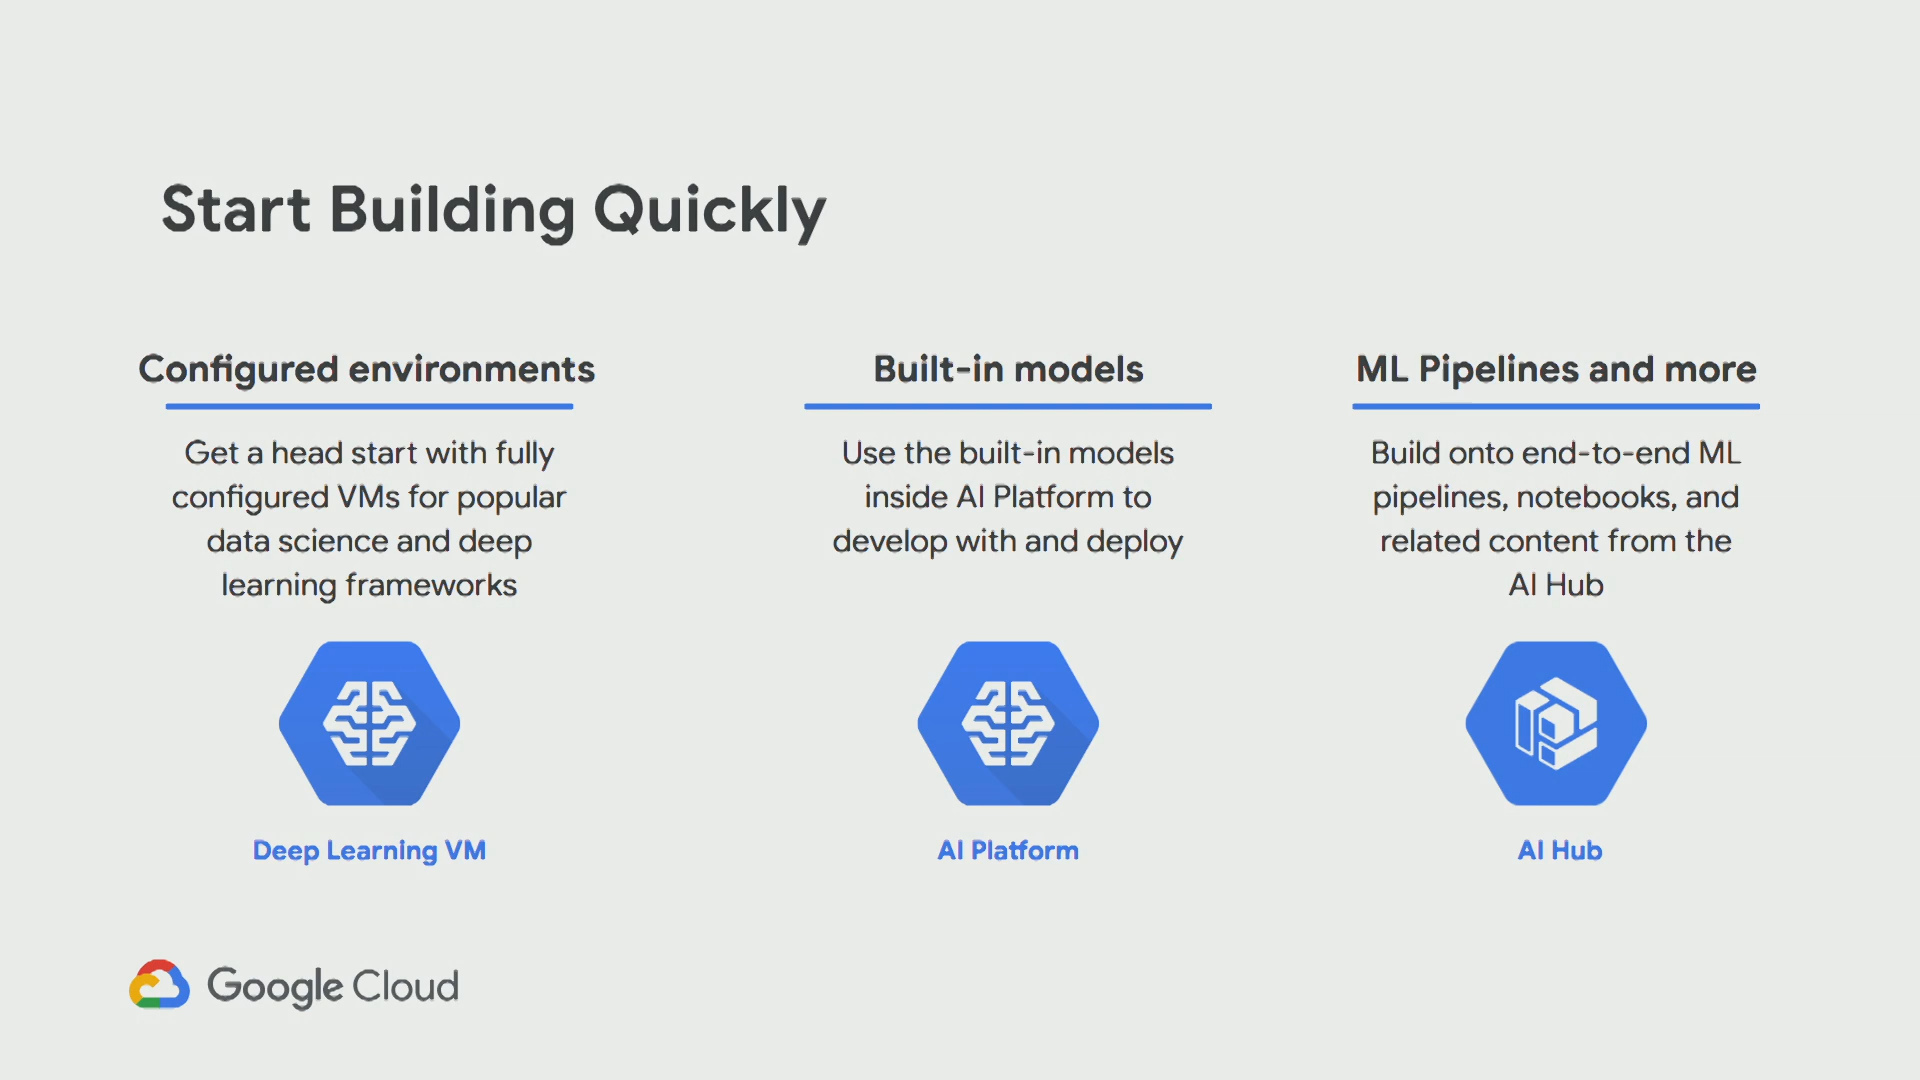 Start Building Quickly
Configured environments
Get a head start with fully
configured VMs for popular
data science and deep
learning frameworks
Deep Learning VM
Built-in models
Use the built-in models
inside AI Platform to
develop with and deploy
AI Platform
ML Pipelines and more
Build onto end-to-end ML
pipelines, notebooks, and
related content from the
AI Hub
AI Hub
Google Cloud